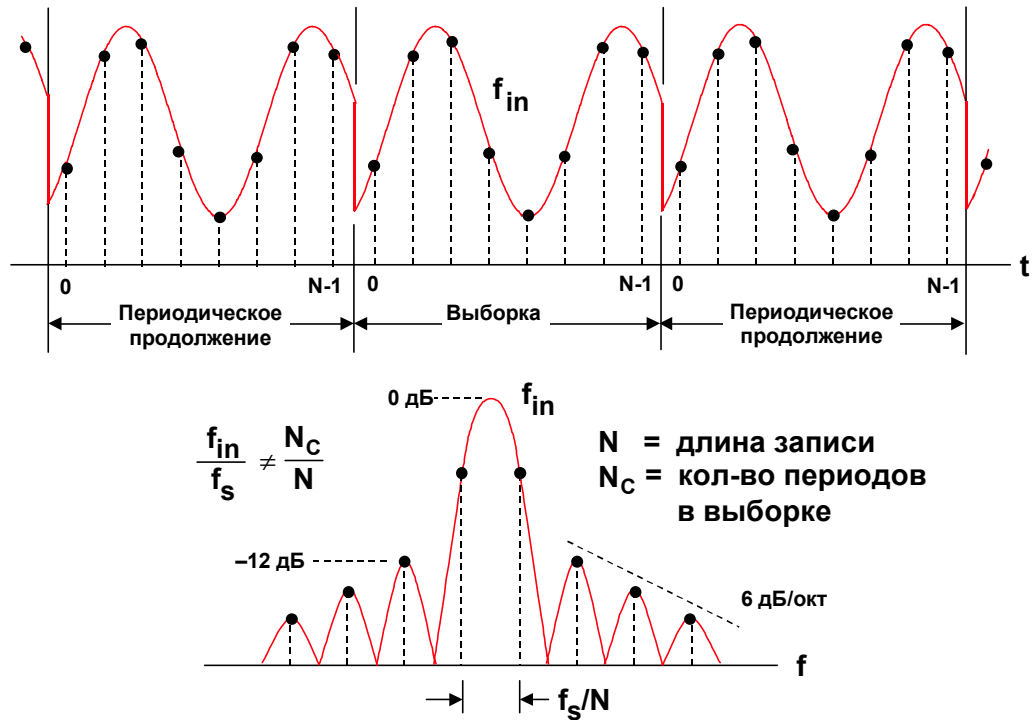 f_in
t
0 N-1 0 N-1 0 N-1
Периодическое продолжение
Выборка
Периодическое продолжение
0 дБ
f_in
f_in / f_s ≠ N_C / N
N = длина записи
N_C = кол-во периодов
в выборке
–12 дБ
6 дБ/окт
f
f_s/N